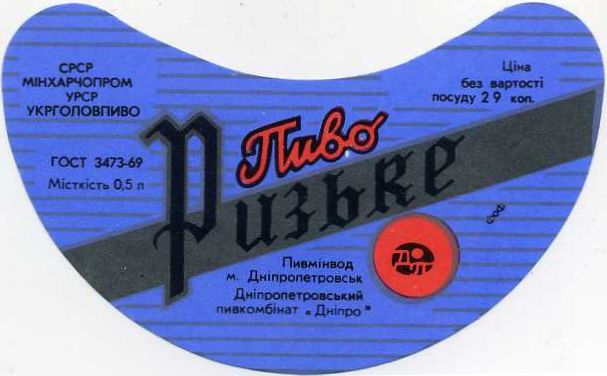 СРСР
МІНХАРЧОПРОМ
УРСР
УКРГОЛОВПИВО
ГОСТ 3473-69
Місткість 0,5 л
Ціна
без вартості
посуду 29 коп.
Пиво
Ризьке
Пивмінвод
м. Дніпропетровськ
Дніпропетровський
пивкомбінат „Дніпро"